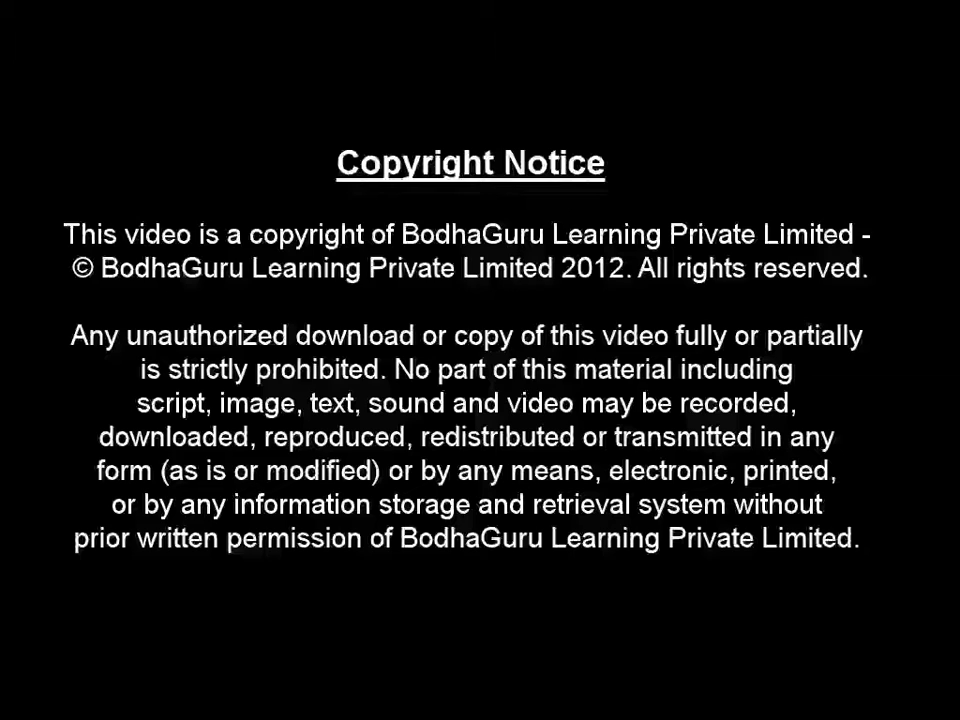 Copyright Notice
This video is a copyright of BodhaGuru Learning Private Limited -
© BodhaGuru Learning Private Limited 2012. All rights reserved.
Any unauthorized download or copy of this video fully or partially
is strictly prohibited. No part of this material including
script, image, text, sound and video may be recorded,
downloaded, reproduced, redistributed or transmitted in any
form (as is or modified) or by any means, electronic, printed,
or by any information storage and retrieval system without
prior written permission of BodhaGuru Learning Private Limited.